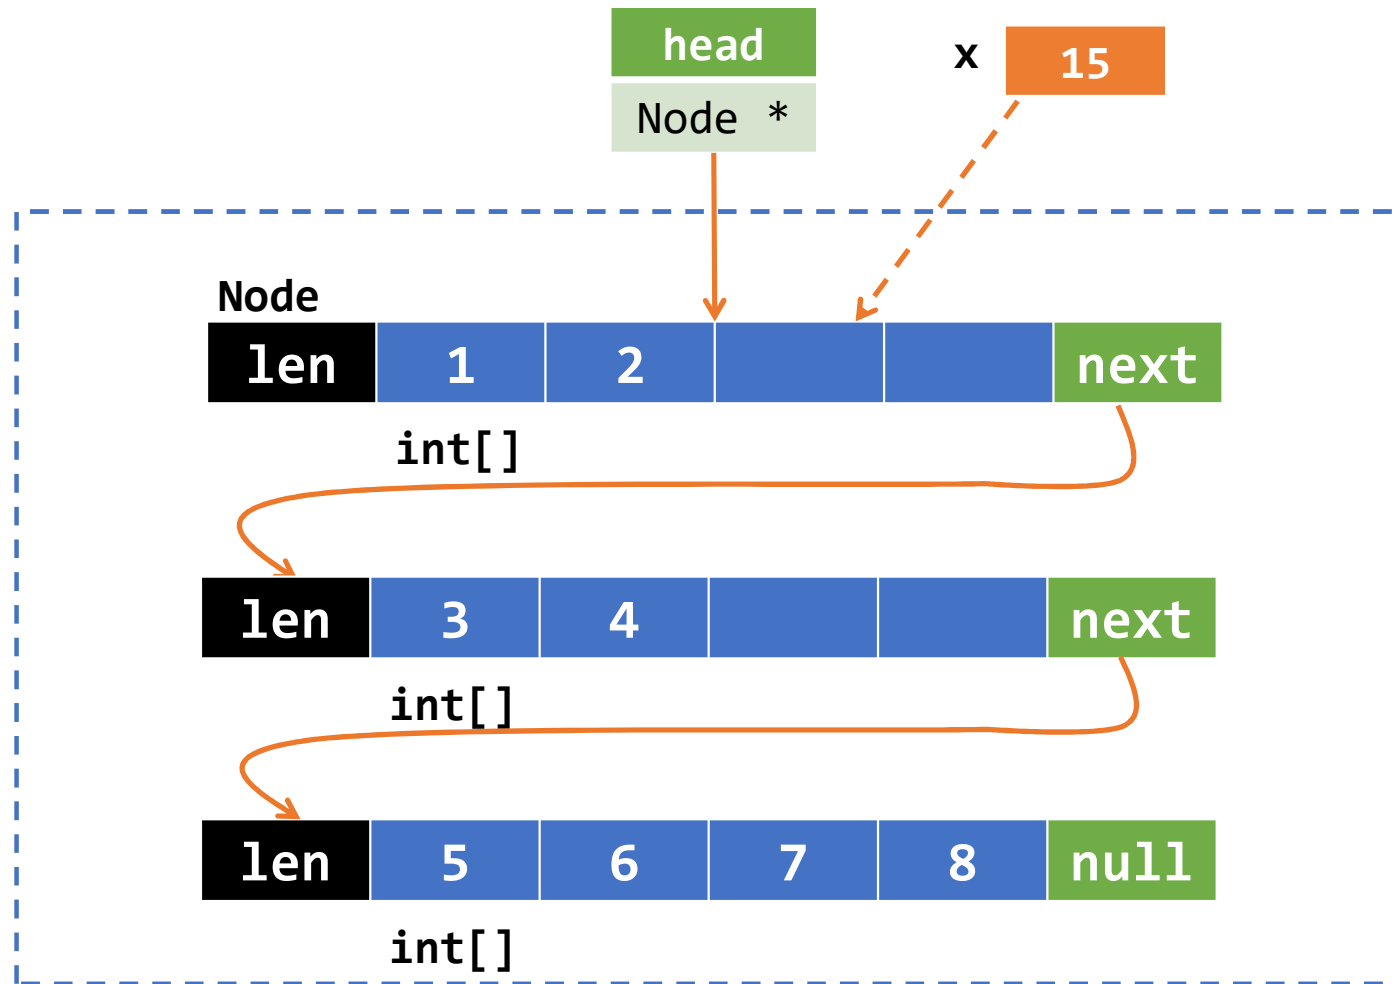 head
x 15
Node *
Node
len 1 2 next
int[]
len 3 4 next
int[]
len 5 6 7 8 null
int[]